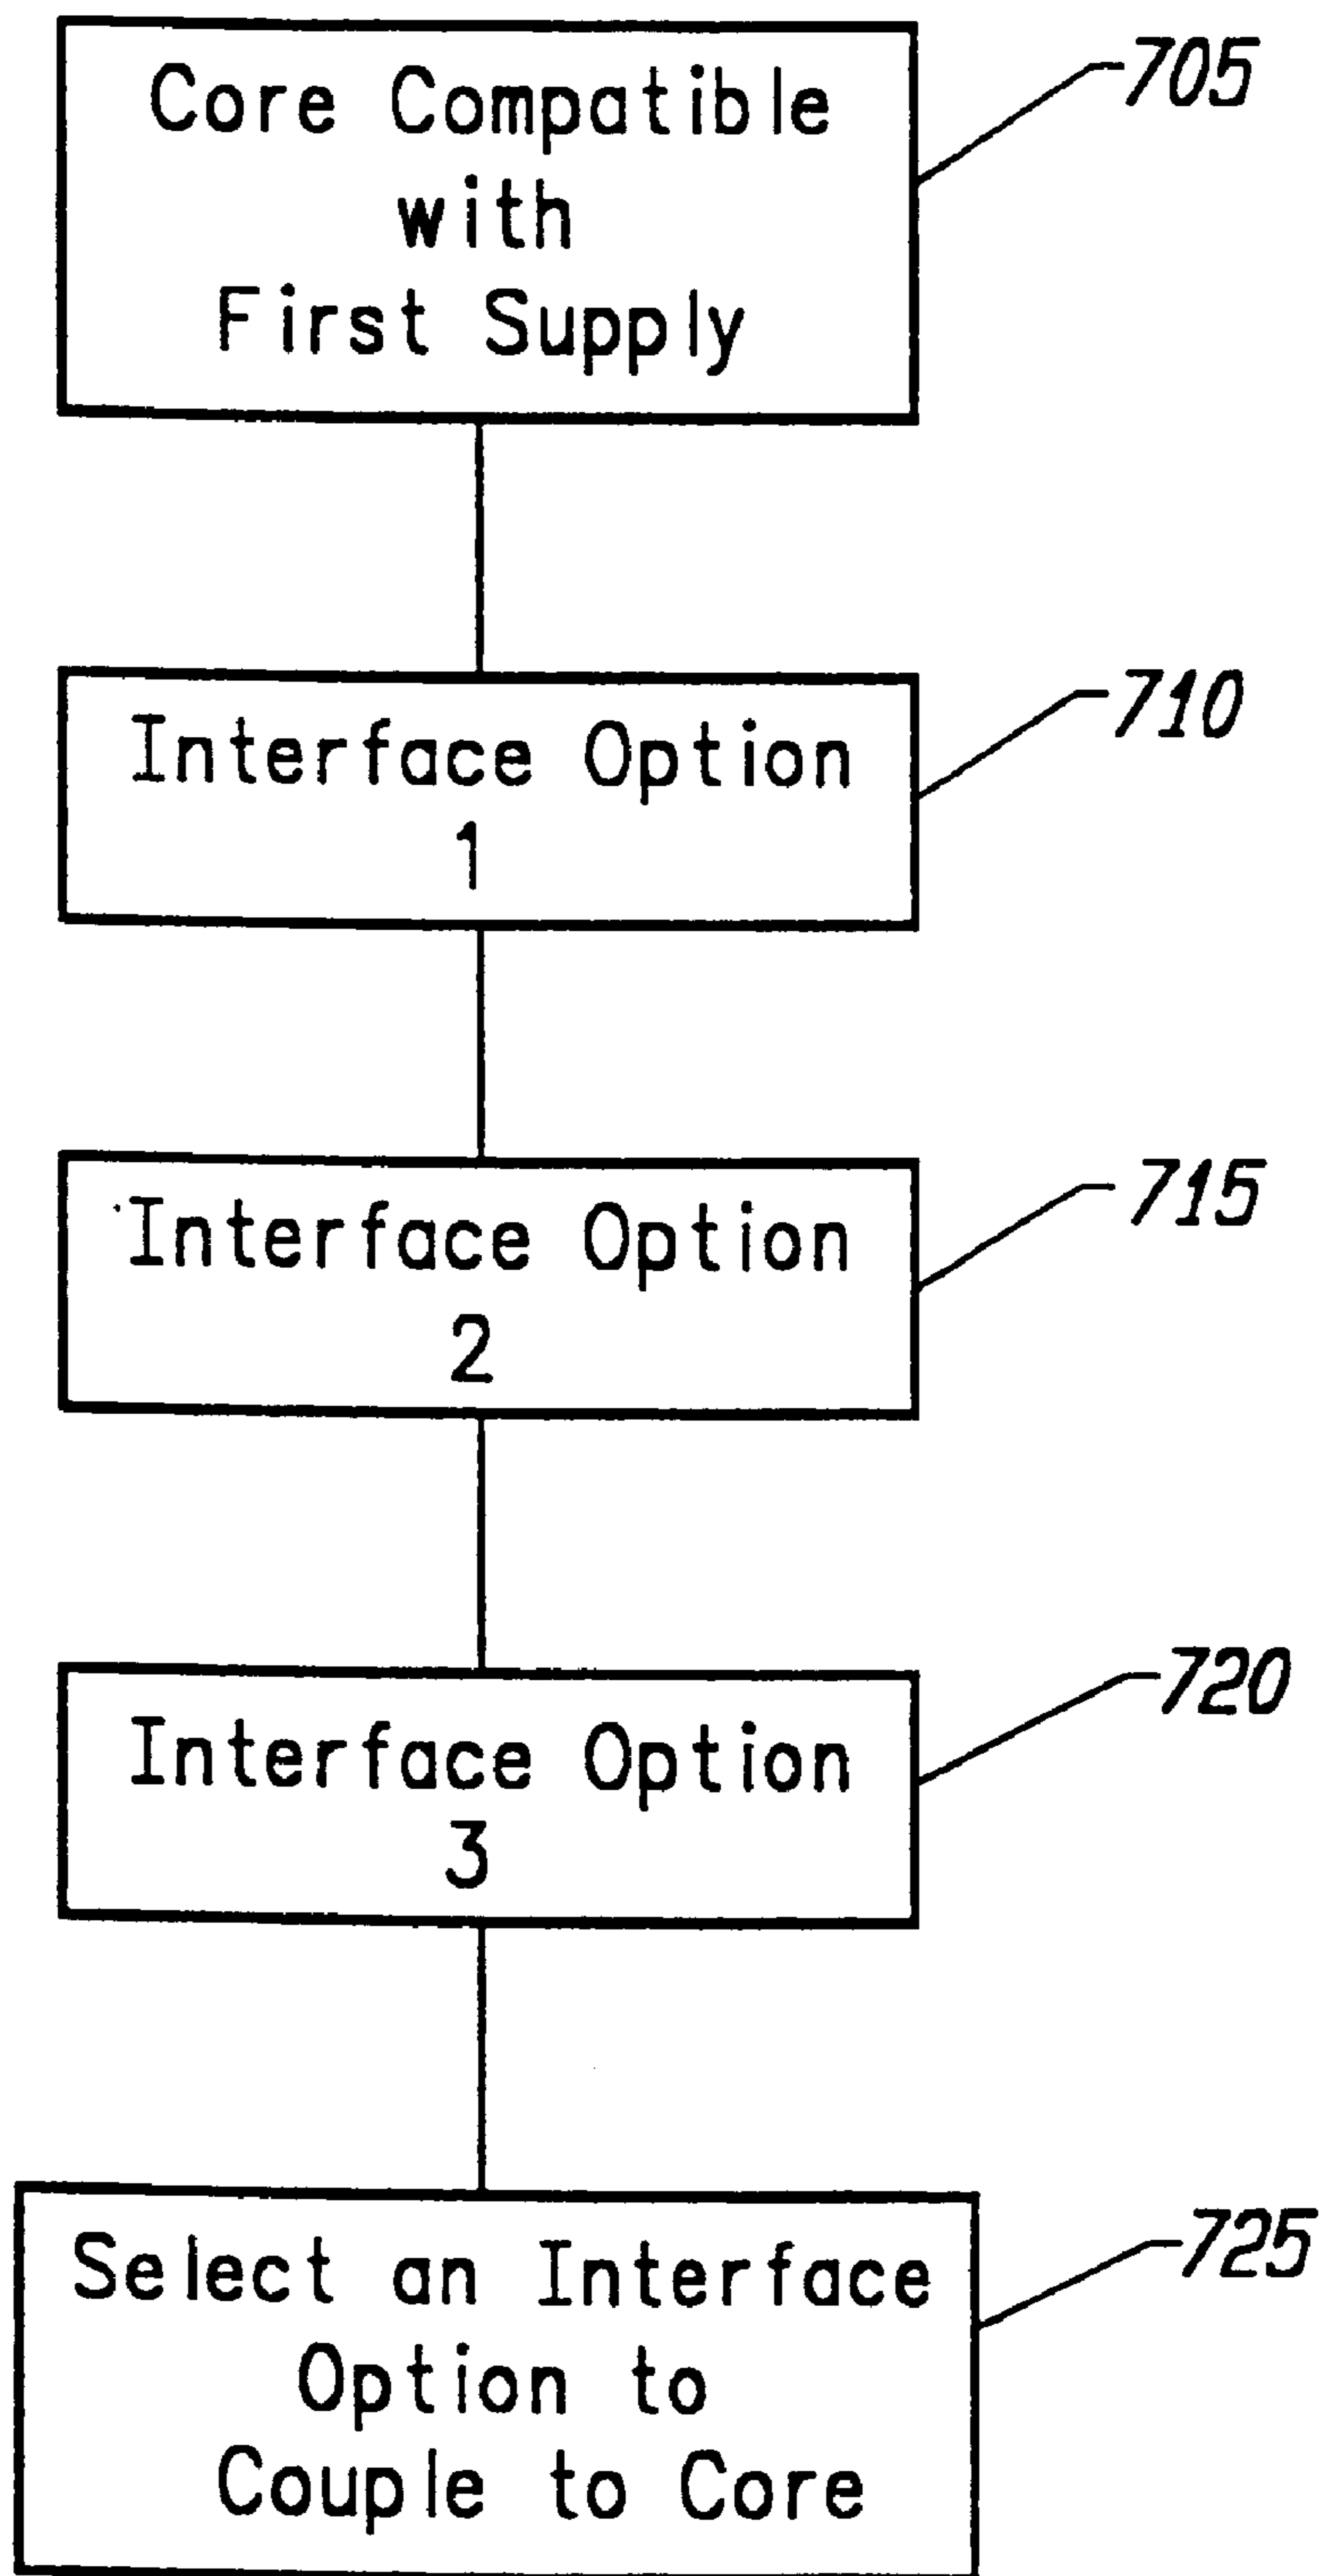 Core Compatible
with
First Supply
705
Interface Option
1
710
Interface Option
2
715
Interface Option
3
720
Select an Interface
Option to
Couple to Core
725